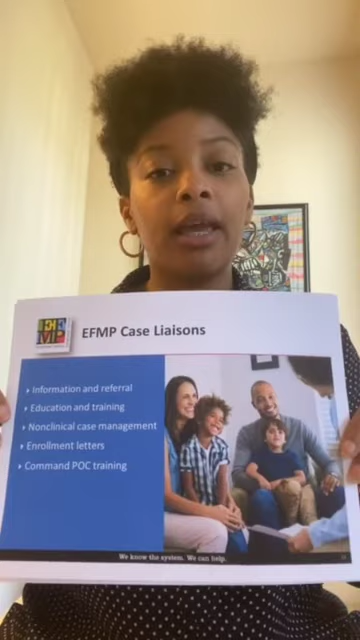 EFMP
EFMP Case Liaisons
Information and referral
Education and training
Nonclinical case management
Enrollment letters
Command POC training
We know the system. We can help.